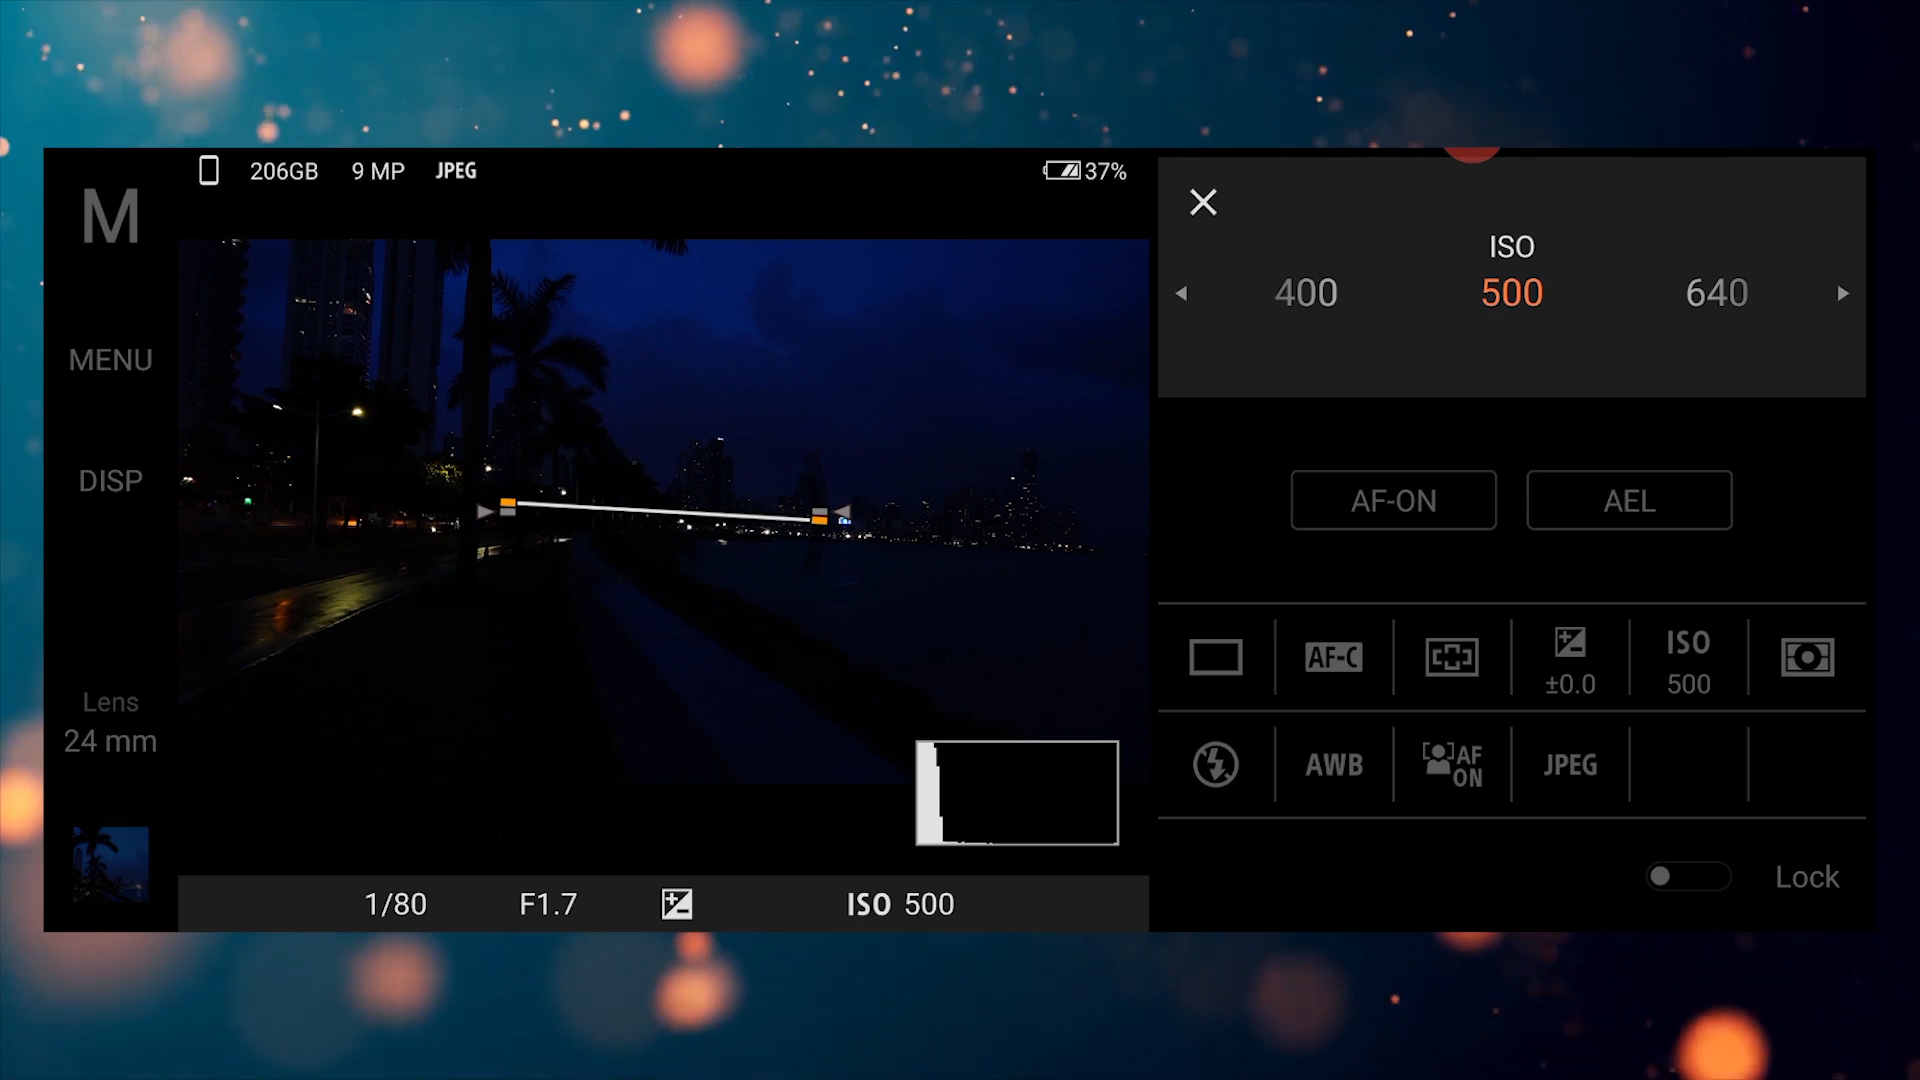 206GB 9 MP JPEG 37%
M
MENU
DISP
Lens
24 mm
1/80 F1.7 ISO 500
ISO
400 500 640
AF-ON AEL
AF-C ±0.0 ISO 500
AWB AF ON JPEG
Lock